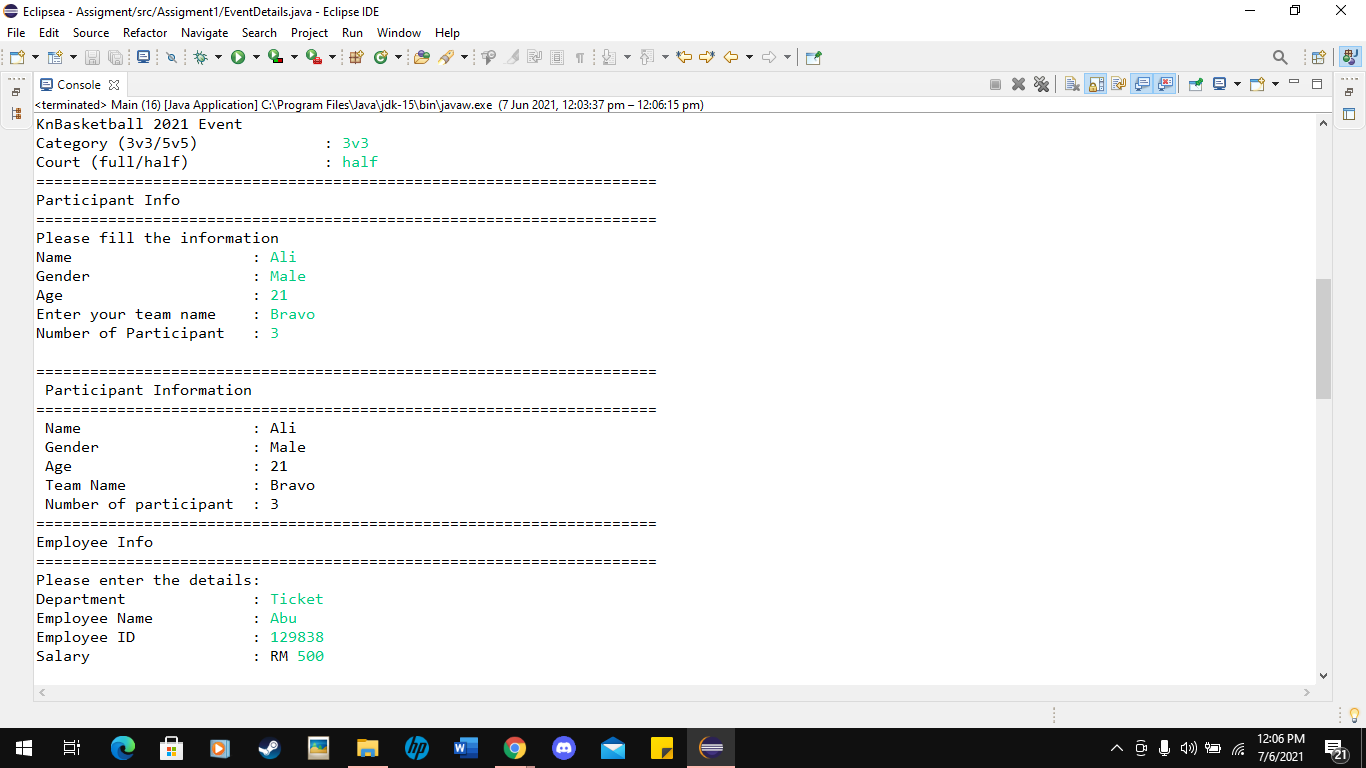 Eclipsea - Assigment/src/Assigment1/EventDetails.java - Eclipse IDE
File Edit Source Refactor Navigate Search Project Run Window Help
Console
<terminated> Main (16) [Java Application] C:\Program Files\Java\jdk-15\bin\javaw.exe (7 Jun 2021, 12:03:37 pm – 12:06:15 pm)
KnBasketball 2021 Event
Category (3v3/5v5) : 3v3
Court (full/half) : half
=====================================================================
Participant Info
=====================================================================
Please fill the information
Name : Ali
Gender : Male
Age : 21
Enter your team name : Bravo
Number of Participant : 3
=====================================================================
Participant Information
=====================================================================
Name : Ali
Gender : Male
Age : 21
Team Name : Bravo
Number of participant : 3
=====================================================================
Employee Info
=====================================================================
Please enter the details:
Department : Ticket
Employee Name : Abu
Employee ID : 129838
Salary : RM 500
12:06 PM
7/6/2021
21